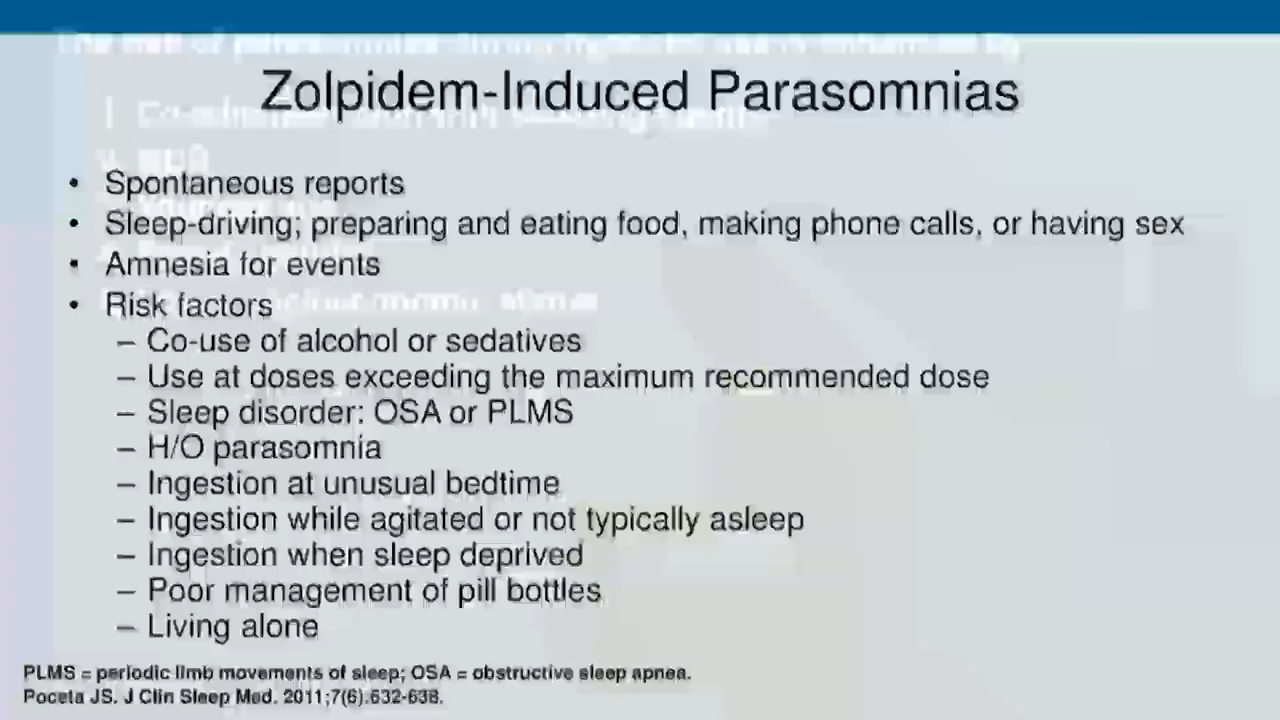 Zolpidem-Induced Parasomnias
• Spontaneous reports
• Sleep-driving; preparing and eating food, making phone calls, or having sex
• Amnesia for events
• Risk factors
– Co-use of alcohol or sedatives
– Use at doses exceeding the maximum recommended dose
– Sleep disorder: OSA or PLMS
– H/O parasomnia
– Ingestion at unusual bedtime
– Ingestion while agitated or not typically asleep
– Ingestion when sleep deprived
– Poor management of pill bottles
– Living alone
PLMS = periodic limb movements of sleep; OSA = obstructive sleep apnea.
Poceta JS. J Clin Sleep Med. 2011;7(6).632-638.